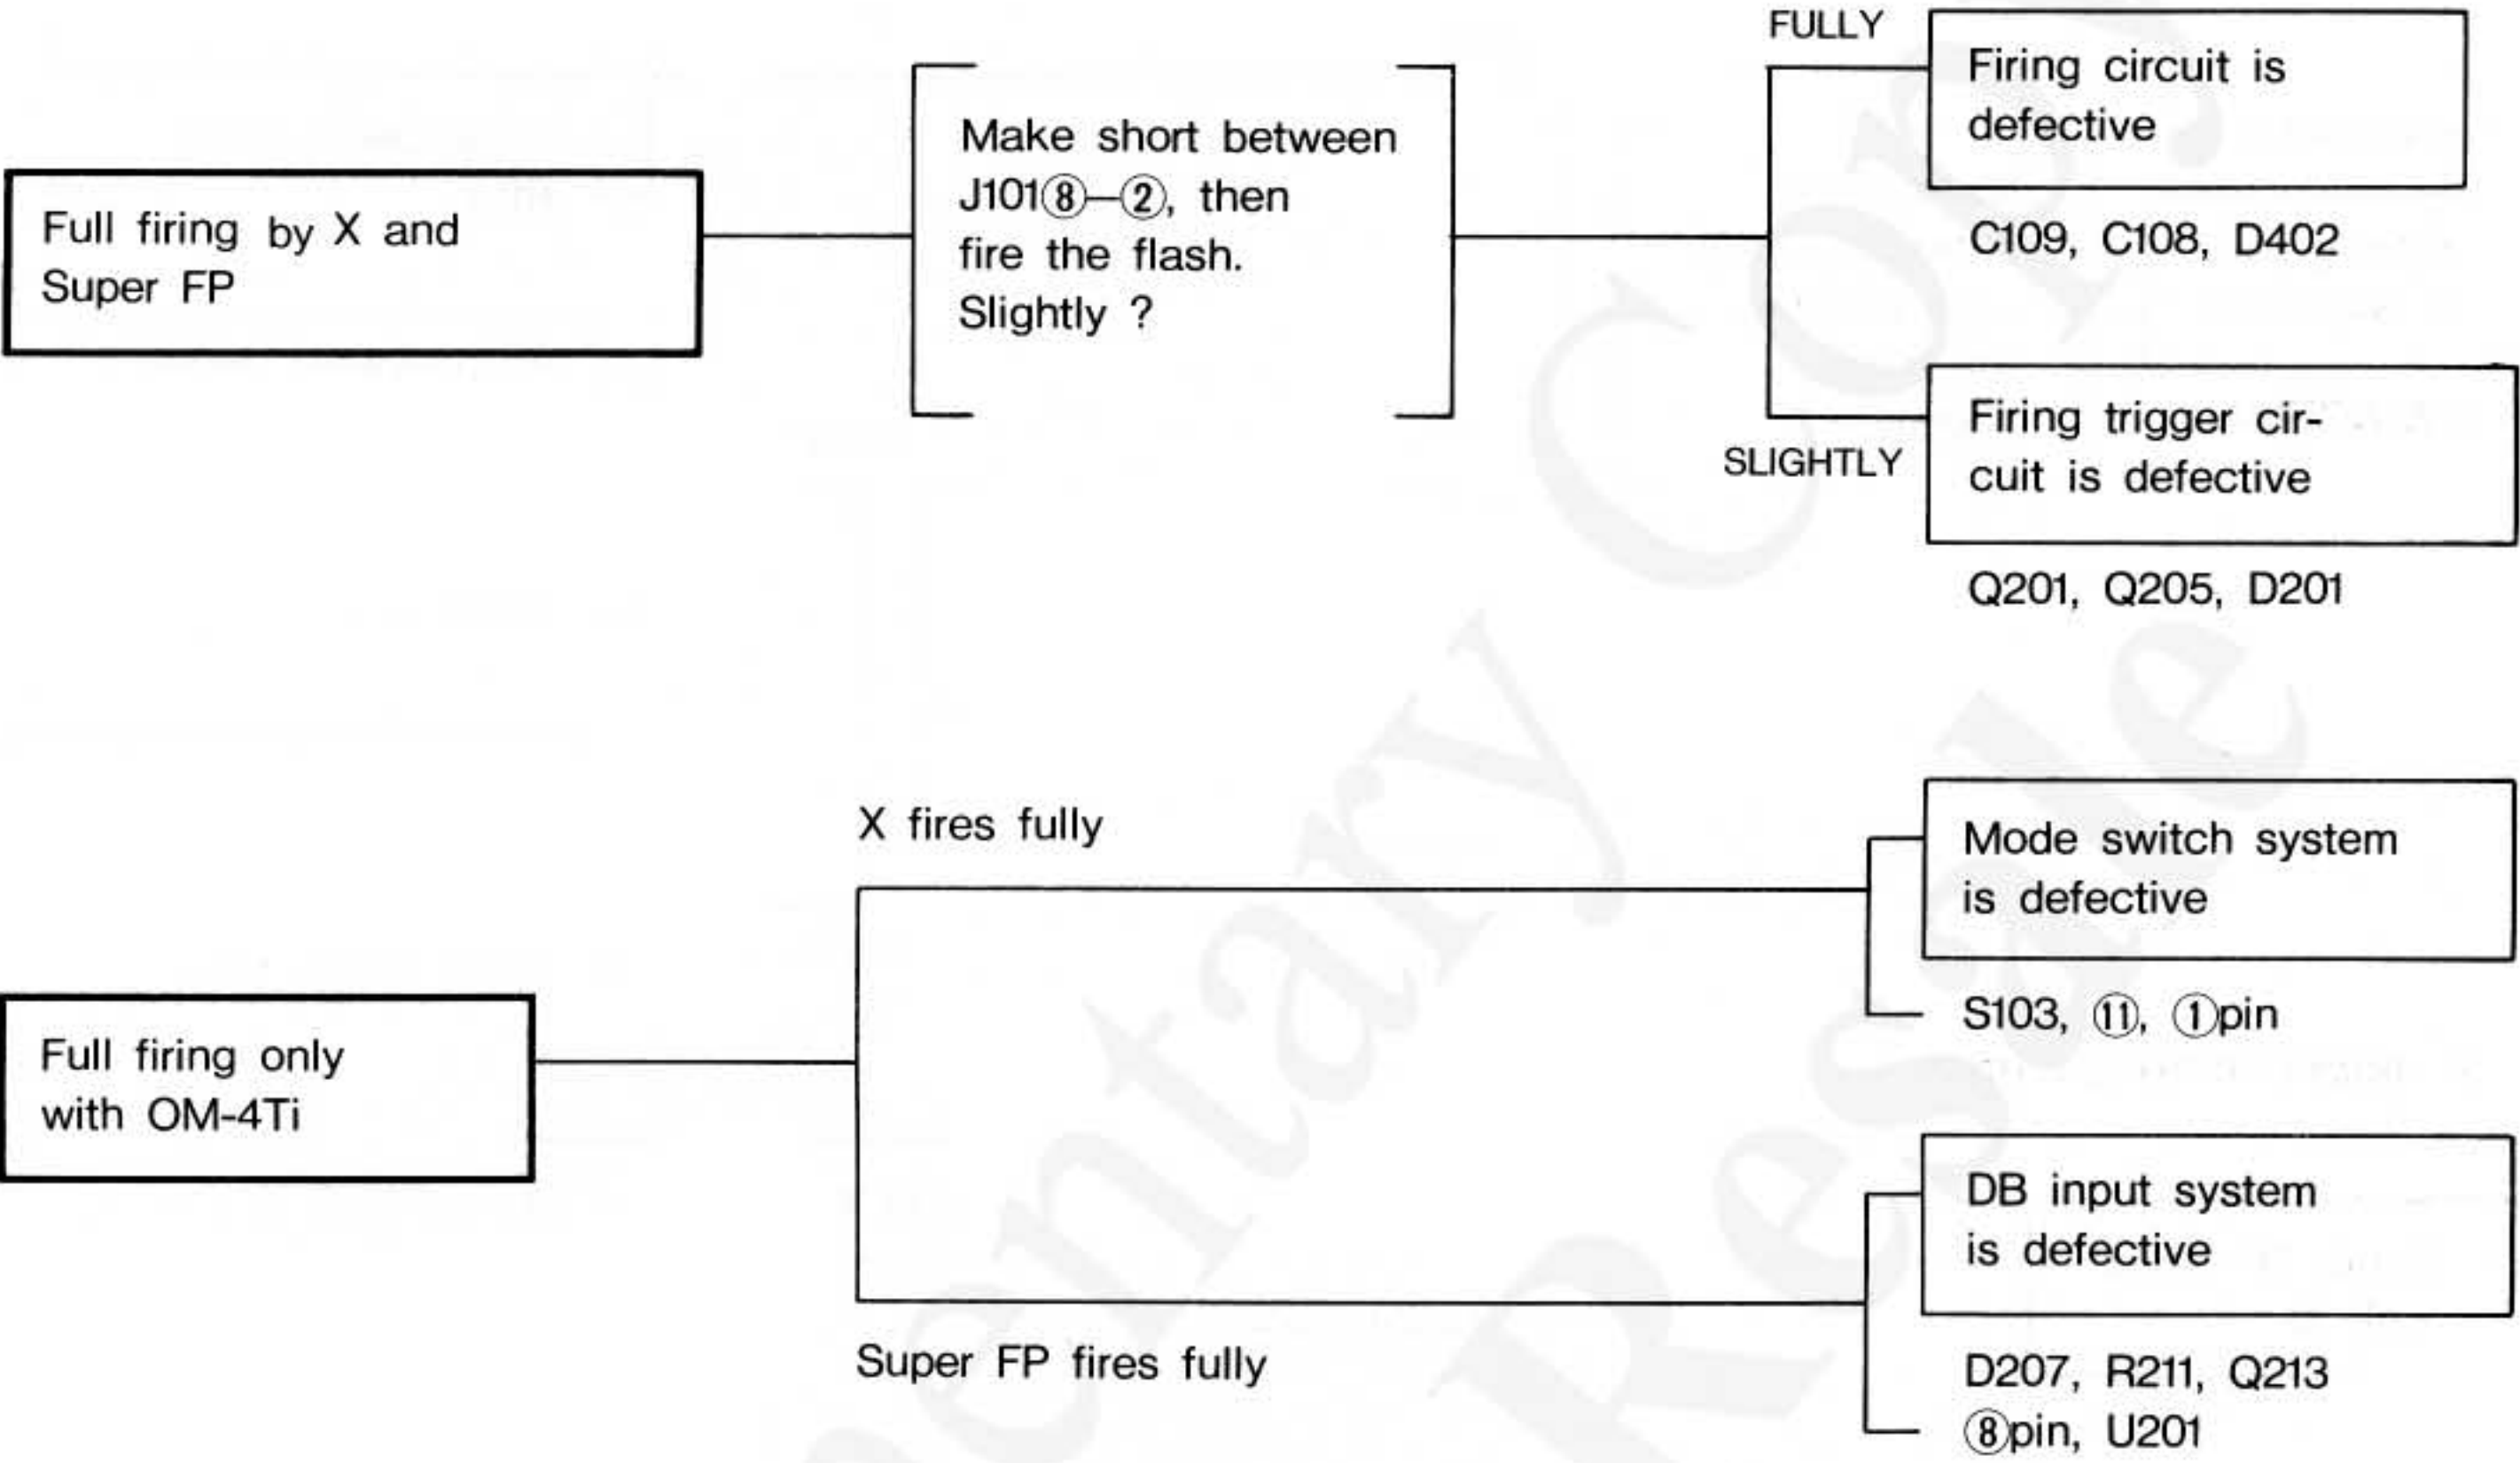 Full firing by X and
Super FP
Make short between
J101⑧—②, then
fire the flash.
Slightly ?
FULLY
Firing circuit is
defective
C109, C108, D402
SLIGHTLY
Firing trigger cir-
cuit is defective
Q201, Q205, D201
Full firing only
with OM-4Ti
X fires fully
Mode switch system
is defective
S103, ⑪, ①pin
Super FP fires fully
DB input system
is defective
D207, R211, Q213
⑧pin, U201
entary Copy
Resale